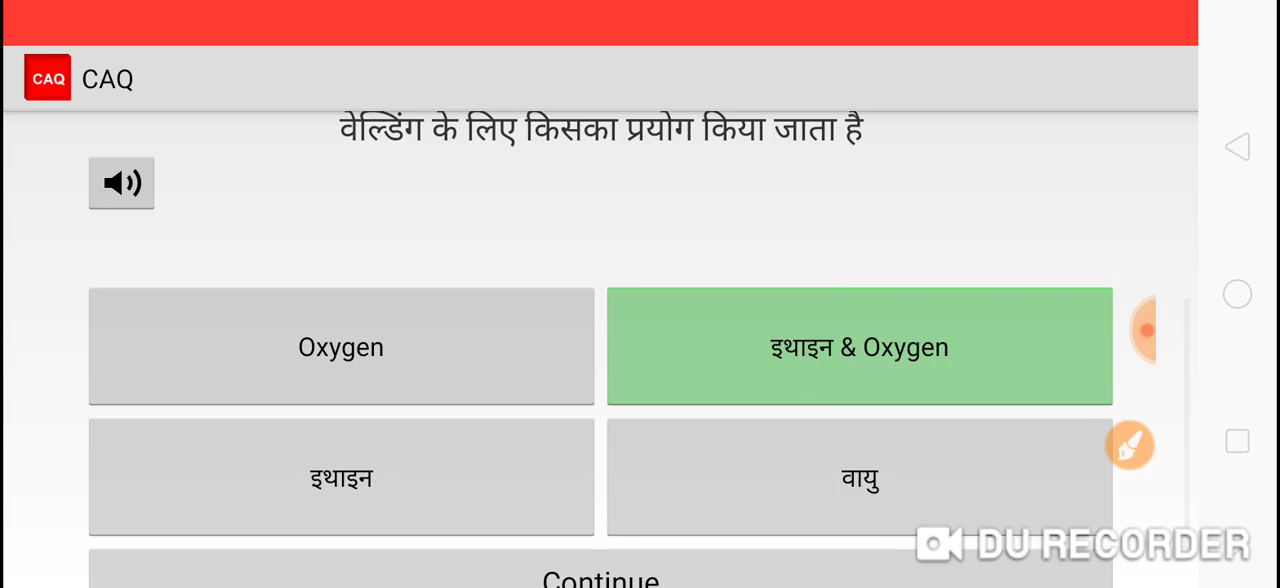 CAQ CAQ
वेल्डिंग के लिए किसका प्रयोग किया जाता है
Oxygen
इथाइन & Oxygen
इथाइन
वायु
Continue
DU RECORDER